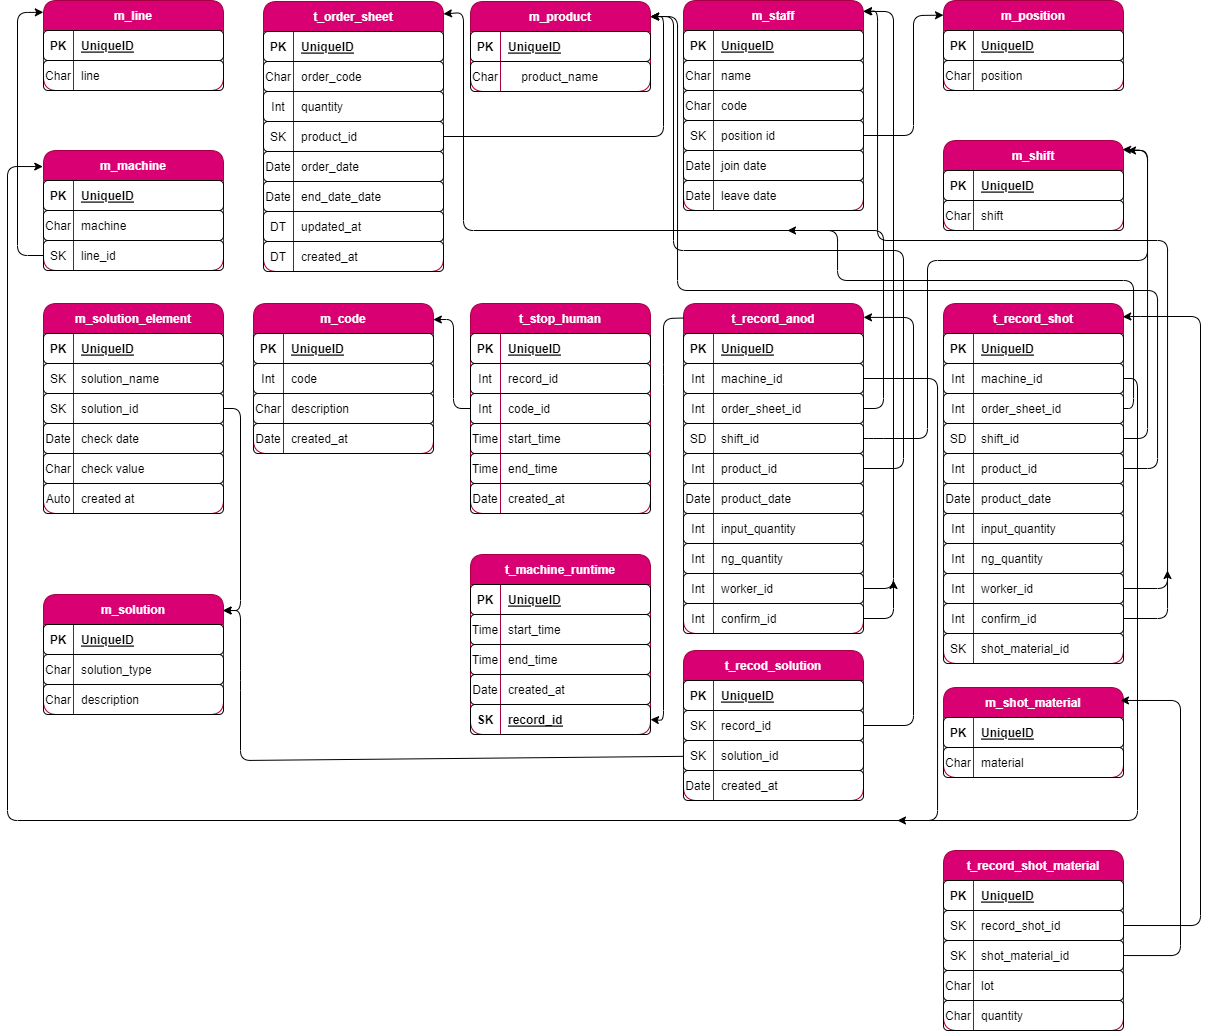 m_line
PK UniqueID
Char line
t_order_sheet
PK UniqueID
Char order_code
Int quantity
SK product_id
Date order_date
Date end_date_date
DT updated_at
DT created_at
m_product
PK UniqueID
Char product_name
m_staff
PK UniqueID
Char name
Char code
SK position id
Date join date
Date leave date
m_position
PK UniqueID
Char position
m_machine
PK UniqueID
Char machine
SK line_id
m_shift
PK UniqueID
Char shift
m_solution_element
PK UniqueID
SK solution_name
SK solution_id
Date check date
Char check value
Auto created at
m_code
PK UniqueID
Int code
Char description
Date created_at
t_stop_human
PK UniqueID
Int record_id
Int code_id
Time start_time
Time end_time
Date created_at
t_record_anod
PK UniqueID
Int machine_id
Int order_sheet_id
SD shift_id
Int product_id
Date product_date
Int input_quantity
Int ng_quantity
Int worker_id
Int confirm_id
t_record_shot
PK UniqueID
Int machine_id
Int order_sheet_id
SD shift_id
Int product_id
Date product_date
Int input_quantity
Int ng_quantity
Int worker_id
Int confirm_id
SK shot_material_id
t_machine_runtime
PK UniqueID
Time start_time
Time end_time
Date created_at
SK record_id
m_solution
PK UniqueID
Char solution_type
Char description
t_recod_solution
PK UniqueID
SK record_id
SK solution_id
Date created_at
m_shot_material
PK UniqueID
Char material
t_record_shot_material
PK UniqueID
SK record_shot_id
SK shot_material_id
Char lot
Char quantity